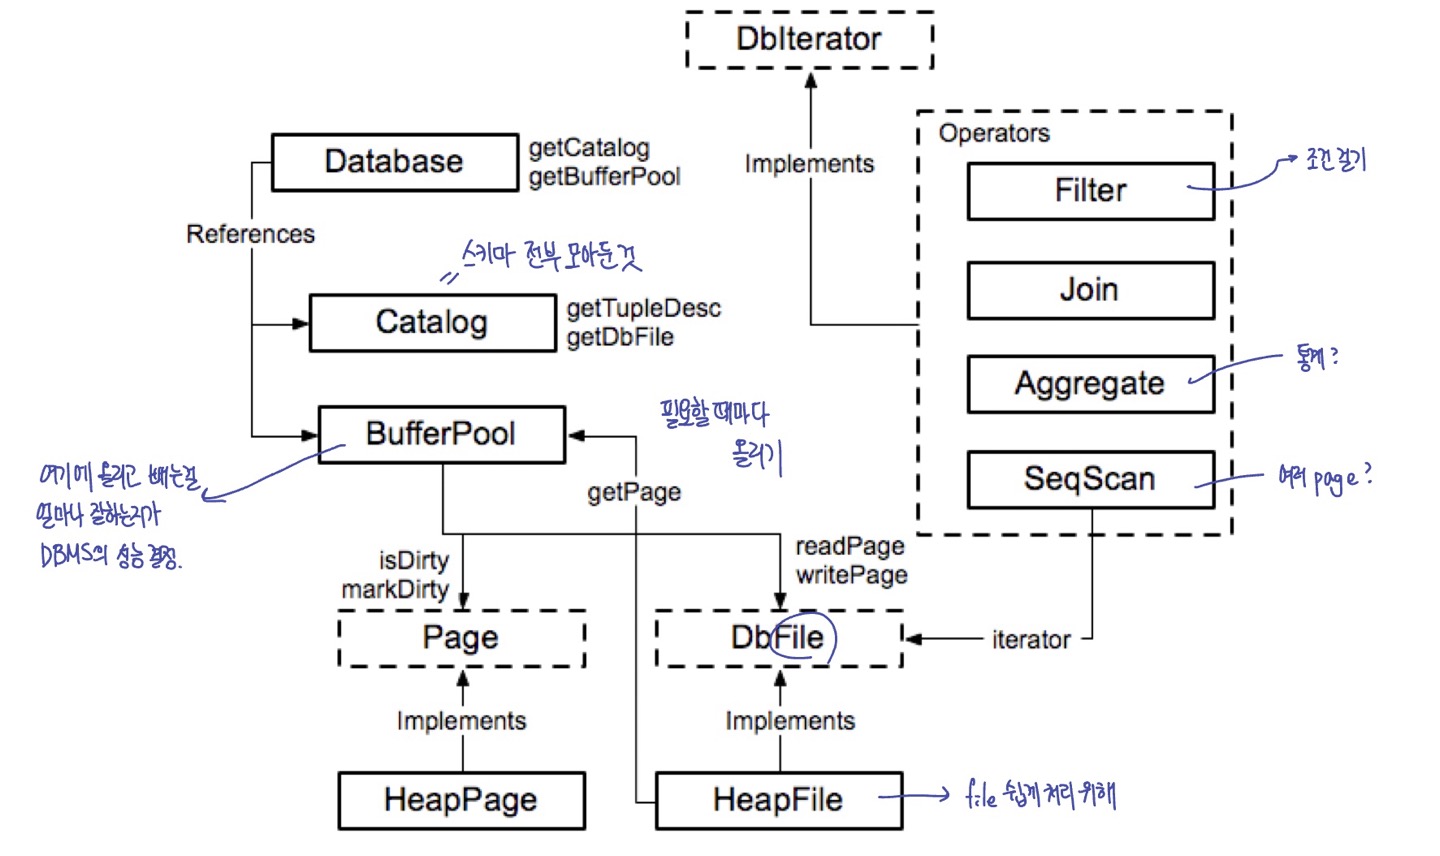 DbIterator
Implements
Operators
Filter
조건 걸기
Join
Aggregate
통계?
SeqScan
여러 page?
iterator
Database
getCatalog
getBufferPool
References
스키마 전부 모아둔 것
Catalog
getTupleDesc
getDbFile
BufferPool
여기에 올리고 빼는걸
얼마나 잘하는지가
DBMS의 성능 결정.
필요할 때마다
올리기
getPage
isDirty
markDirty
readPage
writePage
Page
DbFile
Implements
Implements
HeapPage
HeapFile
file 쉽게 처리 위해